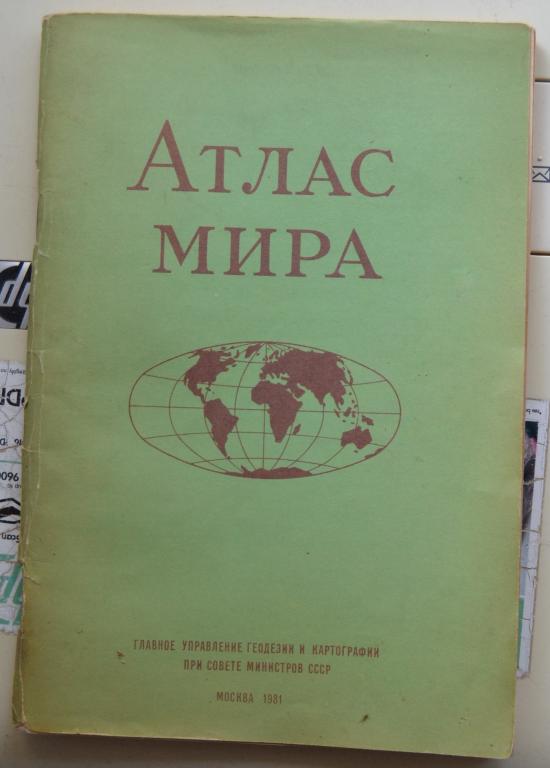 Атлас
мира
ГЛАВНОЕ УПРАВЛЕНИЕ ГЕОДЕЗИИ И КАРТОГРАФИИ
ПРИ СОВЕТЕ МИНИСТРОВ СССР
МОСКВА 1981